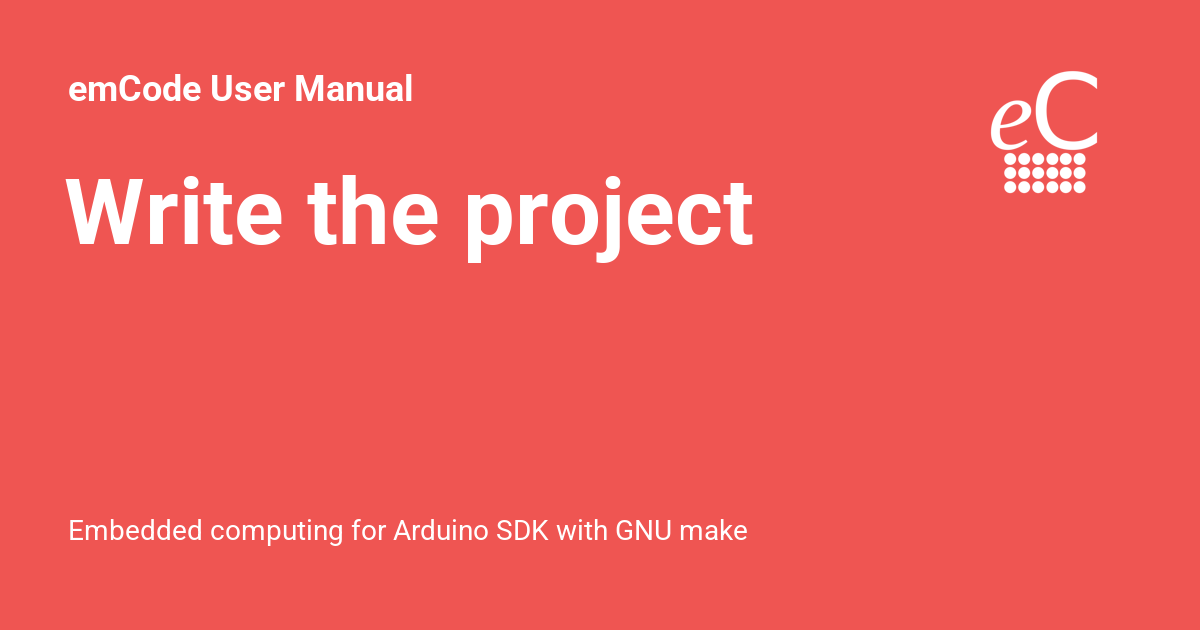 emCode User Manual
eC
Write the project
Embedded computing for Arduino SDK with GNU make